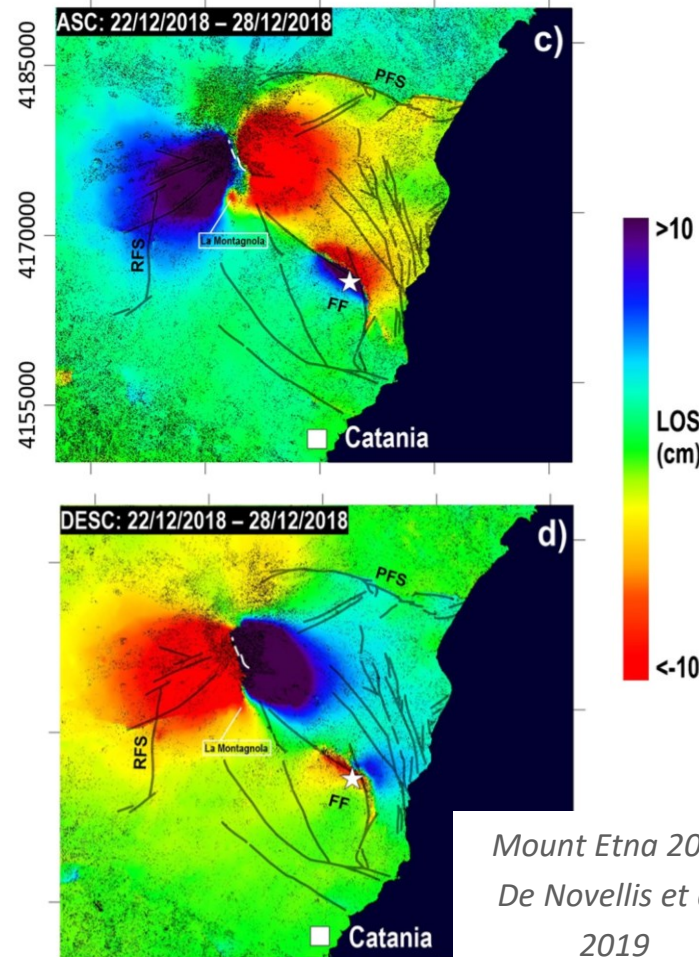 ASC: 22/12/2018 – 28/12/2018
c)
4185000
4170000
4155000
PFS
La Montagnola
RFS
FF
Catania
>10
LOS
(cm)
<-10
DESC: 22/12/2018 – 28/12/2018
d)
PFS
La Montagnola
RFS
FF
Catania
Mount Etna 20
De Novellis et
2019